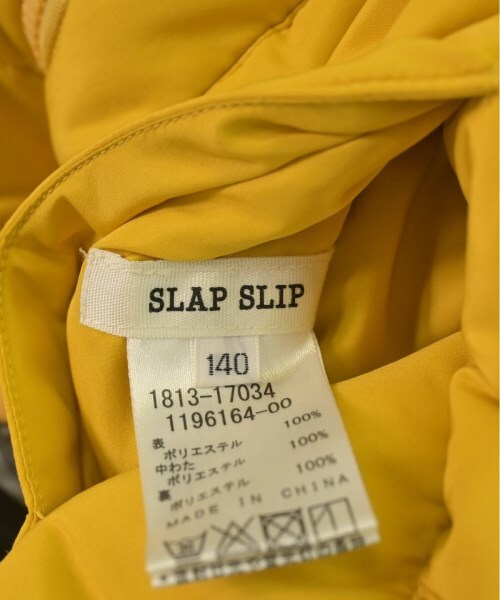 SLAP SLIP
140
1813-17034
1196164-00
表
ポリエステル 100%
中わた
ポリエステル 100%
裏
ポリエステル 100%
MADE IN CHINA